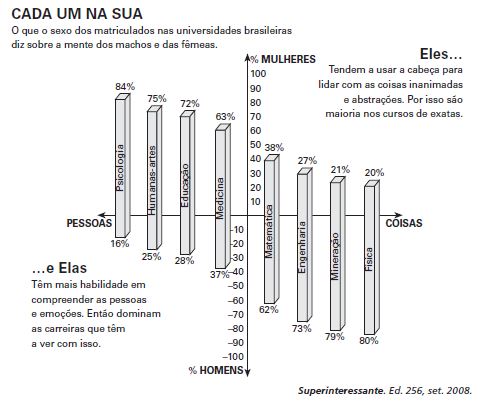 CADA UM NA SUA
O que o sexo dos matriculados nas universidades brasileiras
diz sobre a mente dos machos e das fêmeas.
% MULHERES
Eles…
Tendem a usar a cabeça para
lidar com as coisas inanimadas
e abstrações. Por isso são
maioria nos cursos de exatas.
100
90
80
70
60
50
40
30
20
10
84%
75%
72%
63%
38%
27%
21%
20%
Psicologia
Humanas-artes
Educação
Medicina
Matemática
Engenharia
Mineração
Física
PESSOAS
COISAS
16%
25%
28%
37%
62%
73%
79%
80%
–10
–20
–30
–40
–50
–60
–70
–80
–90
–100
% HOMENS
…e Elas
Têm mais habilidade em
compreender as pessoas
e emoções. Então dominam
as carreiras que têm
a ver com isso.
Superinteressante. Ed. 256, set. 2008.